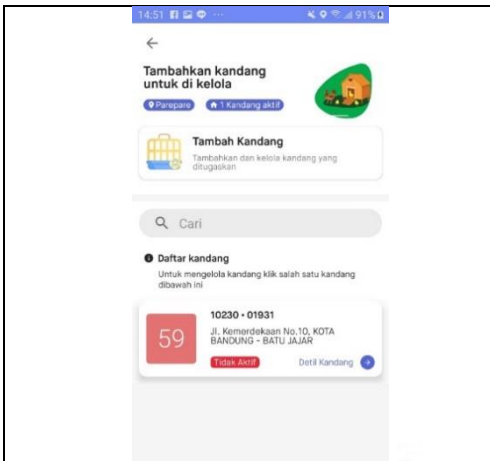 14:51 ... 91%
Tambahkan kandang
untuk di kelola
Parepare 1 Kandang aktif
Tambah Kandang
Tambahkan dan kelola kandang yang
ditugaskan
Cari
Daftar kandang
Untuk mengelola kandang klik salah satu kandang
dibawah ini
59
10230 - 01931
Jl. Kemerdekaan No.10, KOTA
BANDUNG - BATU JAJAR
Tidak Aktif Detil Kandang